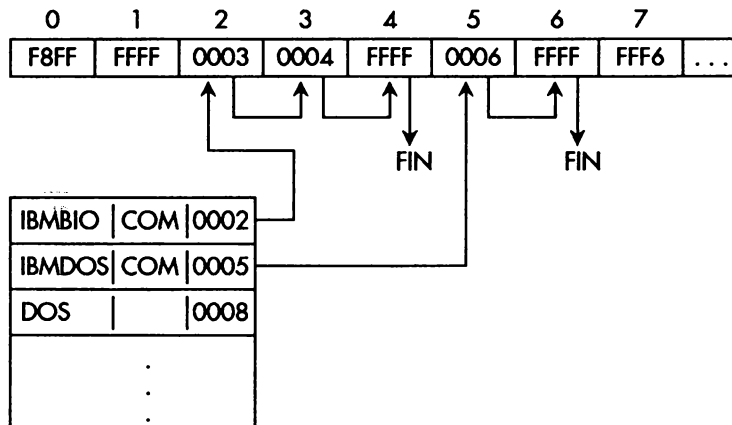 0 1 2 3 4 5 6 7
F8FF FFFF 0003 0004 FFFF 0006 FFFF FFF6 ...
FIN FIN
IBMBIO COM 0002
IBMDOS COM 0005
DOS 0008